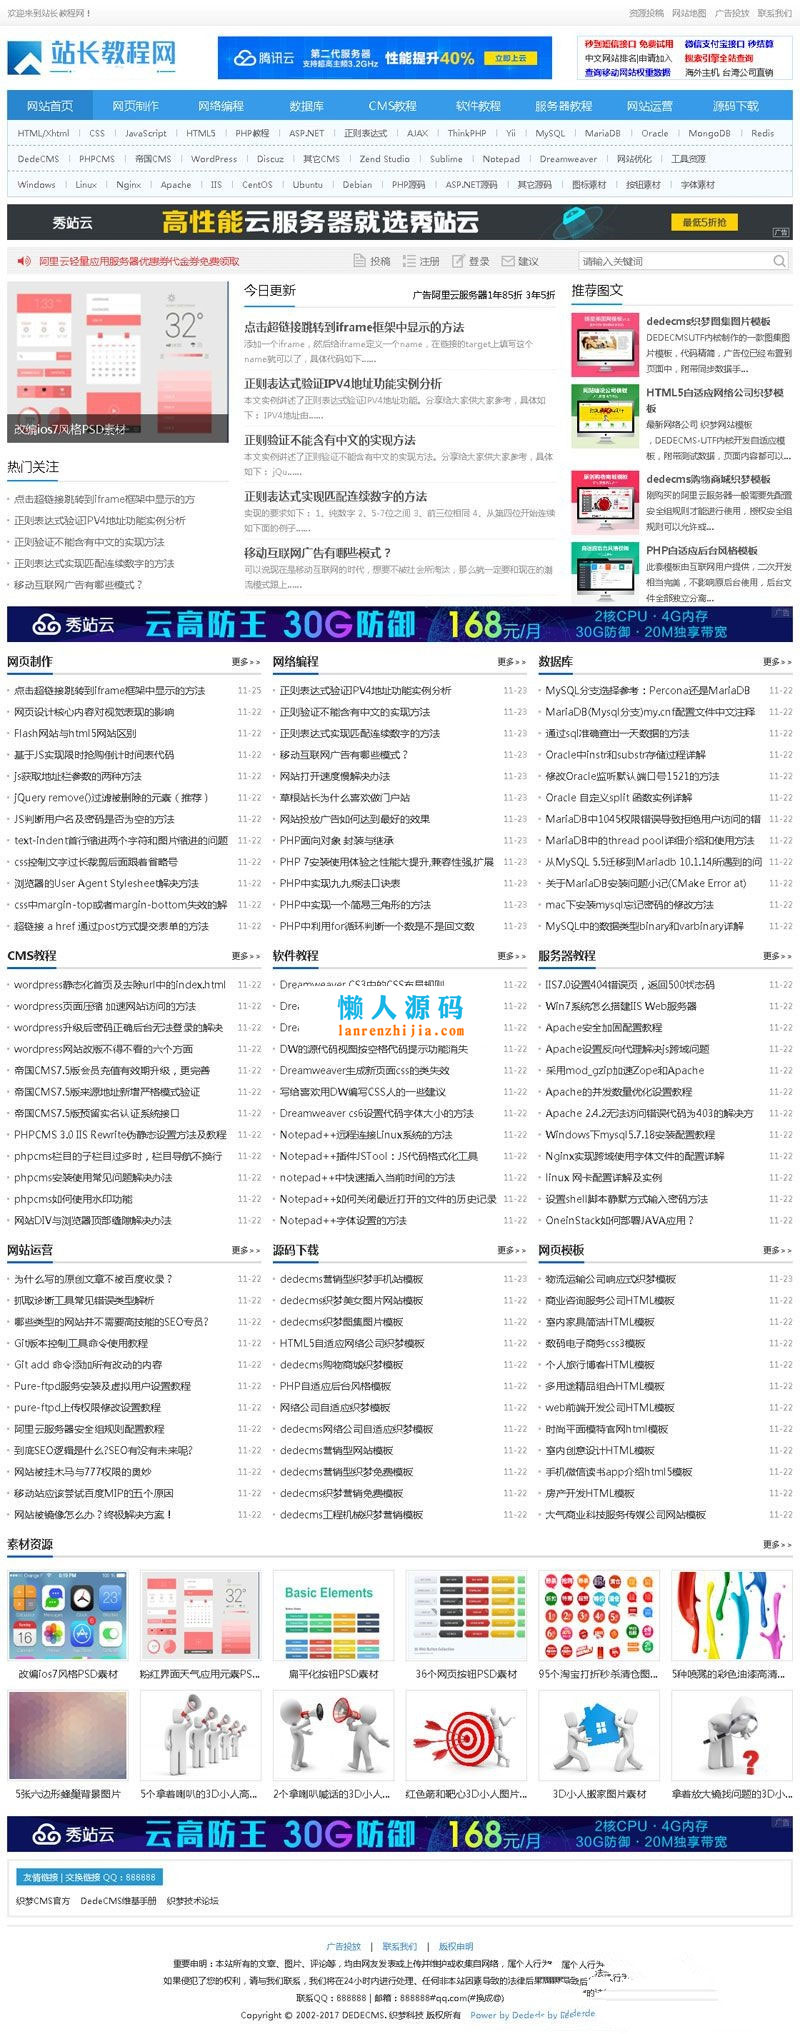 欢迎来到站长教程网！
资源投稿 网站地图 广告投放 联系我们
站长教程网
腾讯云 第二代服务器 支持超高主频3.2GHz 性能提升40% 立即上云
秒到短信接口 免费试用 微信支付宝接口 秒结算
中文网站排名|申请加入 搜索引擎全站查询
查询移动网站权重数据 海外主机 台湾公司直销
网站首页 网页制作 网络编程 数据库 CMS教程 软件教程 服务器教程 网站运营 源码下载
HTML/Xhtml | CSS | JavaScript | HTML5 | PHP教程 | ASP.NET | 正则表达式 | AJAX | ThinkPHP | Yii | MySQL | MariaDB | Oracle | MongoDB | Redis
DedeCMS | PHPCMS | 帝国CMS | WordPress | Discuz | 其它CMS | Zend Studio | Sublime | Notepad | Dreamweaver | 网站优化 | 工具资源
Windows | Linux | Nginx | Apache | IIS | CentOS | Ubuntu | Debian | PHP源码 | ASP.NET源码 | 其它源码 | 图标素材 | 按钮素材 | 字体素材
秀站云 高性能云服务器就选秀站云 最低5折抢 广告
阿里云轻量应用服务器优惠券代金券免费领取
投稿 注册 登录 建议
请输入关键词
改编ios7风格PSD素材
热门关注
点击超链接跳转到iframe框架中显示的方
正则表达式验证IPV4地址功能实例分析
正则验证不能含有中文的实现方法
正则表达式实现匹配连续数字的方法
移动互联网广告有哪些模式？
今日更新 广告阿里云服务器1年85折 3年5折
点击超链接跳转到iframe框架中显示的方法
添加一个iframe，然后给iframe定义一个name，在链接的target上填写这个
name就可以了，具体代码如下……
正则表达式验证IPV4地址功能实例分析
本文实例讲述了正则表达式验证IPV4地址功能。分享给大家供大家参考，具体如
下： IPV4地址由……
正则验证不能含有中文的实现方法
本文实例讲述了正则验证不能含有中文的实现方法。分享给大家供大家参考，具体
如下： jQu……
正则表达式实现匹配连续数字的方法
实现的要求如下： 1、纯数字 2、5-7位之间 3、前三位相同 4、从第四位开始连续
如下面的例子……
移动互联网广告有哪些模式？
可以说现在是移动互联网的时代，想要不被社会所淘汰，那么就一定要和现在的潮
流模式跟上……
推荐图文
dedecms织梦图集图片模板
DEDECMSUTF内核制作的一款图集图
片模板，代码精简，广告位已经布置到
页面中，附带同步数据手…
HTML5自适应网络公司织梦模
板
最新网络公司 织梦网站模板
，DEDECMS-UTF内核开发自适应模
板，附带测试数据，页面内容都可以…
dedecms购物商城织梦模板
刚购买的阿里云服务器一般需要先配置
安全组规则才能进行使用，授权安全组
规则可以允许或…
PHP自适应后台风格模板
此套模板由互联网用户提供，二次开发
相当完美，不影响原后台使用，后台文
件全部独立分离…
秀站云 云高防王 30G防御 168元/月 2核CPU · 4G内存 30G防御 · 20M独享带宽 广告
网页制作 更多>>
点击超链接跳转到iframe框架中显示的方法 11-25
网页设计核心内容对视觉表现的影响 11-22
Flash网站与html5网站区别 11-22
基于JS实现限时抢购倒计时间表代码 11-22
Js获取地址栏参数的两种方法 11-22
jQuery remove()过滤被删除的元素（推荐） 11-22
JS判断用户名及密码是否为空的方法 11-22
text-indent首行缩进两个字符和图片缩进的问题 11-22
css控制文字过长裁剪后面跟着省略号 11-22
浏览器的User Agent Stylesheet解决方法 11-22
css中margin-top或者margin-bottom失效的解 11-22
超链接 a href 通过post方式提交表单的方法 11-22
网络编程 更多>>
正则表达式验证IPV4地址功能实例分析 11-23
正则验证不能含有中文的实现方法 11-23
正则表达式实现匹配连续数字的方法 11-23
移动互联网广告有哪些模式？ 11-23
网站打开速度慢解决办法 11-23
草根站长为什么喜欢做门户站 11-23
网站投放广告如何达到最好的效果 11-23
PHP面向对象 封装与继承 11-23
PHP 7安装使用体验之性能大提升,兼容性强,扩展 11-23
PHP中实现九九乘法口诀表 11-23
PHP中实现一个简易三角形的方法 11-23
PHP中利用for循环判断一个数是不是回文数 11-23
数据库 更多>>
MySQL分支选择参考：Percona还是MariaDB 11-22
MariaDB(Mysql分支)my.cnf配置文件中文注释 11-22
通过sql准确查出一天数据的方法 11-22
Oracle中instr和substr存储过程详解 11-22
修改Oracle监听默认端口号1521的方法 11-22
Oracle 自定义split 函数实例详解 11-22
MariaDB中1045权限错误导致拒绝用户访问的错 11-22
MariaDB中的thread pool详细介绍和使用方法 11-22
从MySQL 5.5迁移到Mariadb 10.1.14所遇到的问 11-22
关于MariaDB安装问题小记(CMake Error at) 11-22
mac下安装mysql忘记密码的修改方法 11-22
MySQL中的数据类型binary和varbinary详解 11-22
CMS教程 更多>>
wordpress静态化首页及去除url中的index.html 11-22
wordpress页面压缩 加速网站访问的方法 11-22
wordpress升级后密码正确后台无法登录的解决 11-22
wordpress网站改版不得不看的六个方面 11-22
帝国CMS7.5版会员充值有效期升级，更完善 11-22
帝国CMS7.5版来源地址新增严格模式验证 11-22
帝国CMS7.5版预留实名认证系统接口 11-22
PHPCMS 3.0 IIS Rewrite伪静态设置方法及教程 11-22
phpcms栏目的子栏目过多时，栏目导航不换行 11-22
phpcms安装使用常见问题解决办法 11-22
phpcms如何使用水印功能 11-22
网站DIV与浏览器顶部缝隙解决办法 11-22
软件教程 更多>>
Dreamweaver CS3中的CSS布局规则 11-22
Dre 11-22
Dre 11-22
懒人源码
lanrenzhijia.com
DW的源代码视图按空格代码提示功能消失 11-22
Dreamweaver生成新页面css的类失效 11-22
写给喜欢用DW编写CSS人的一些建议 11-22
Dreamweaver cs6设置代码字体大小的方法 11-22
Notepad++远程连接Linux系统的方法 11-22
Notepad++插件JSTool：JS代码格式化工具 11-22
notepad++中快速插入当前时间的方法 11-22
Notepad++如何关闭最近打开的文件的历史记录 11-22
Notepad++字体设置的方法 11-22
服务器教程 更多>>
IIS7.0设置404错误页，返回500状态码 11-22
Win7系统怎么搭建IIS Web服务器 11-22
Apache安全加固配置教程 11-22
Apache设置反向代理解决js跨域问题 11-22
采用mod_gzip加速Zope和Apache 11-22
Apache的并发数量优化设置教程 11-22
Apache 2.4.2无法访问错误代码为403的解决方 11-22
Windows下mysql5.7.18安装配置教程 11-22
Nginx实现跨域使用字体文件的配置详解 11-22
linux 网卡配置详解及实例 11-22
设置shell脚本静默方式输入密码方法 11-22
OneinStack如何部署JAVA应用？ 11-22
网站运营 更多>>
为什么写的原创文章不被百度收录？ 11-22
抓取诊断工具常见错误类型解析 11-22
哪些类型的网站并不需要高技能的SEO专员? 11-22
Git版本控制工具命令使用教程 11-22
Git add 命令添加所有改动的内容 11-22
Pure-ftpd服务安装及虚拟用户设置教程 11-22
pure-ftpd上传权限修改设置教程 11-22
阿里云服务器安全组规则配置教程 11-22
到底SEO逻辑是什么?SEO有没有未来呢? 11-22
网站被挂木马与777权限的奥妙 11-22
移动站应该尝试百度MIP的五个原因 11-22
网站被镜像怎么办？终极解决方案！ 11-22
源码下载 更多>>
dedecms营销型织梦手机站模板 11-23
dedecms织梦美女图片网站模板 11-22
dedecms织梦图集图片模板 11-22
HTML5自适应网络公司织梦模板 11-22
dedecms购物商城织梦模板 11-22
PHP自适应后台风格模板 11-22
网络公司自适应织梦模板 11-22
dedecms网络公司自适应织梦模板 11-22
dedecms营销型网站模板 11-22
dedecms营销型织梦免费模板 11-22
dedecms织梦营销免费模板 11-22
dedecms工程机械织梦营销模板 11-22
网页模板 更多>>
物流运输公司响应式织梦模板 11-23
商业咨询服务公司HTML模板 11-22
室内家具简洁HTML模板 11-22
数码电子商务css3模板 11-22
个人旅行博客HTML模板 11-22
多用途精品组合HTML模板 11-22
web前端开发公司HTML模板 11-22
时尚平面模特官网html模板 11-22
室内创意设计HTML模板 11-22
手机微信读书app介绍html5模板 11-22
房产开发HTML模板 11-22
大气商业科技服务传媒公司网站模板 11-22
素材资源 更多>>
Basic Elements
改编ios7风格PSD素材 粉红界面天气应用元素PS… 扁平化按钮PSD素材 36个网页按钮PSD素材 95个淘宝打折秒杀清仓图… 5种喷溅的彩色油漆高清…
5张六边形蜂巢背景图片 5个拿着喇叭的3D小人高… 2个拿喇叭喊话的3D小人… 红色箭和靶心3D小人图片… 3D小人搬家图片素材 拿着放大镜找问题的3D小…
秀站云 云高防王 30G防御 168元/月 2核CPU · 4G内存 30G防御 · 20M独享带宽 广告
友情链接 | 交换链接 QQ：888888
织梦CMS官方 DedeCMS维基手册 织梦技术论坛
广告投放 | 联系我们 | 版权申明
重要申明：本站所有的文章、图片、评论等，均由网友发表或上传并维护或收集自网络，属个人行为
如果侵犯了您的权利，请与我们联系，我们将在24小时内进行处理、任何非本站因素导致的法律后果
联系QQ：888888 | 邮箱：888888#qq.com(#换成@)
Copyright © 2002-2017 DEDECMS. 织梦科技 版权所有 Power by DedeCms